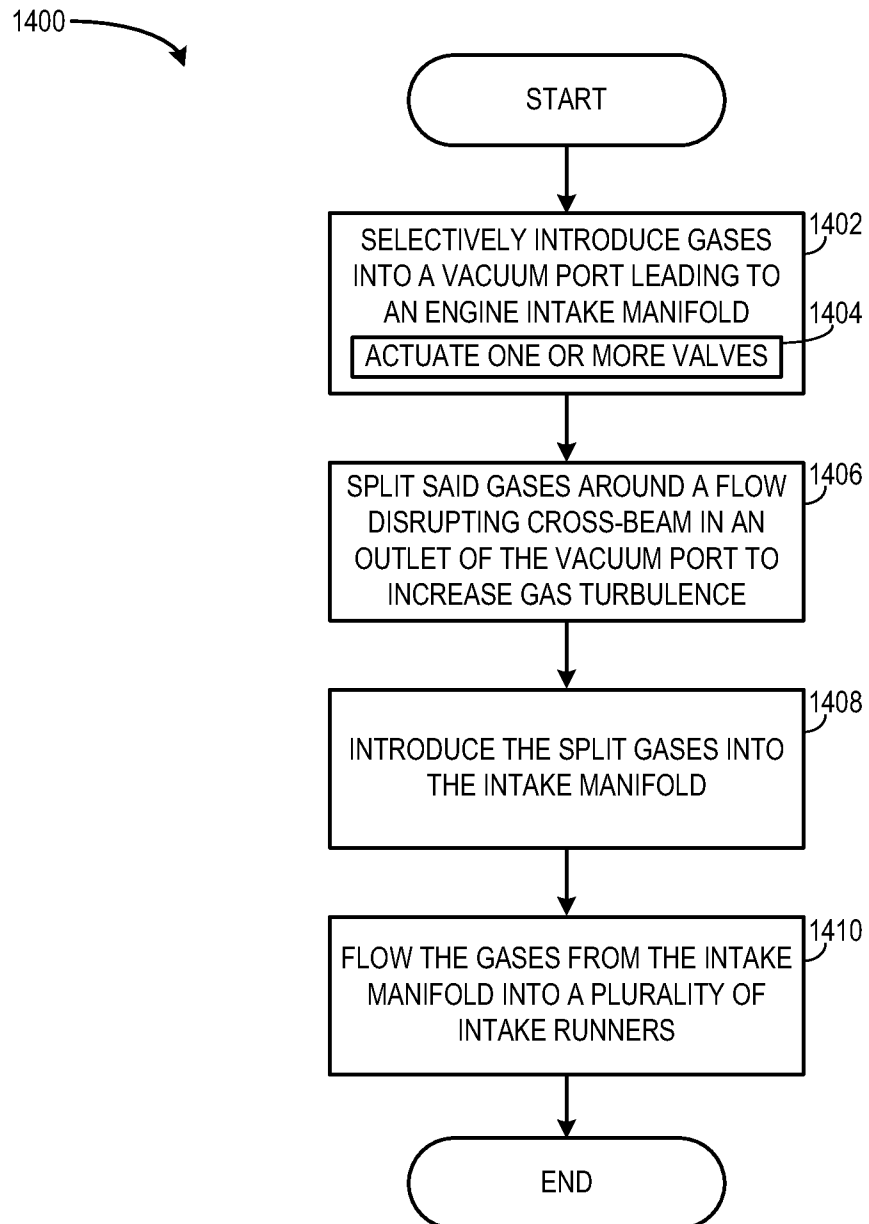 1400
START
1402
SELECTIVELY INTRODUCE GASES
INTO A VACUUM PORT LEADING TO
AN ENGINE INTAKE MANIFOLD
1404
ACTUATE ONE OR MORE VALVES
1406
SPLIT SAID GASES AROUND A FLOW
DISRUPTING CROSS-BEAM IN AN
OUTLET OF THE VACUUM PORT TO
INCREASE GAS TURBULENCE
1408
INTRODUCE THE SPLIT GASES INTO
THE INTAKE MANIFOLD
1410
FLOW THE GASES FROM THE INTAKE
MANIFOLD INTO A PLURALITY OF
INTAKE RUNNERS
END